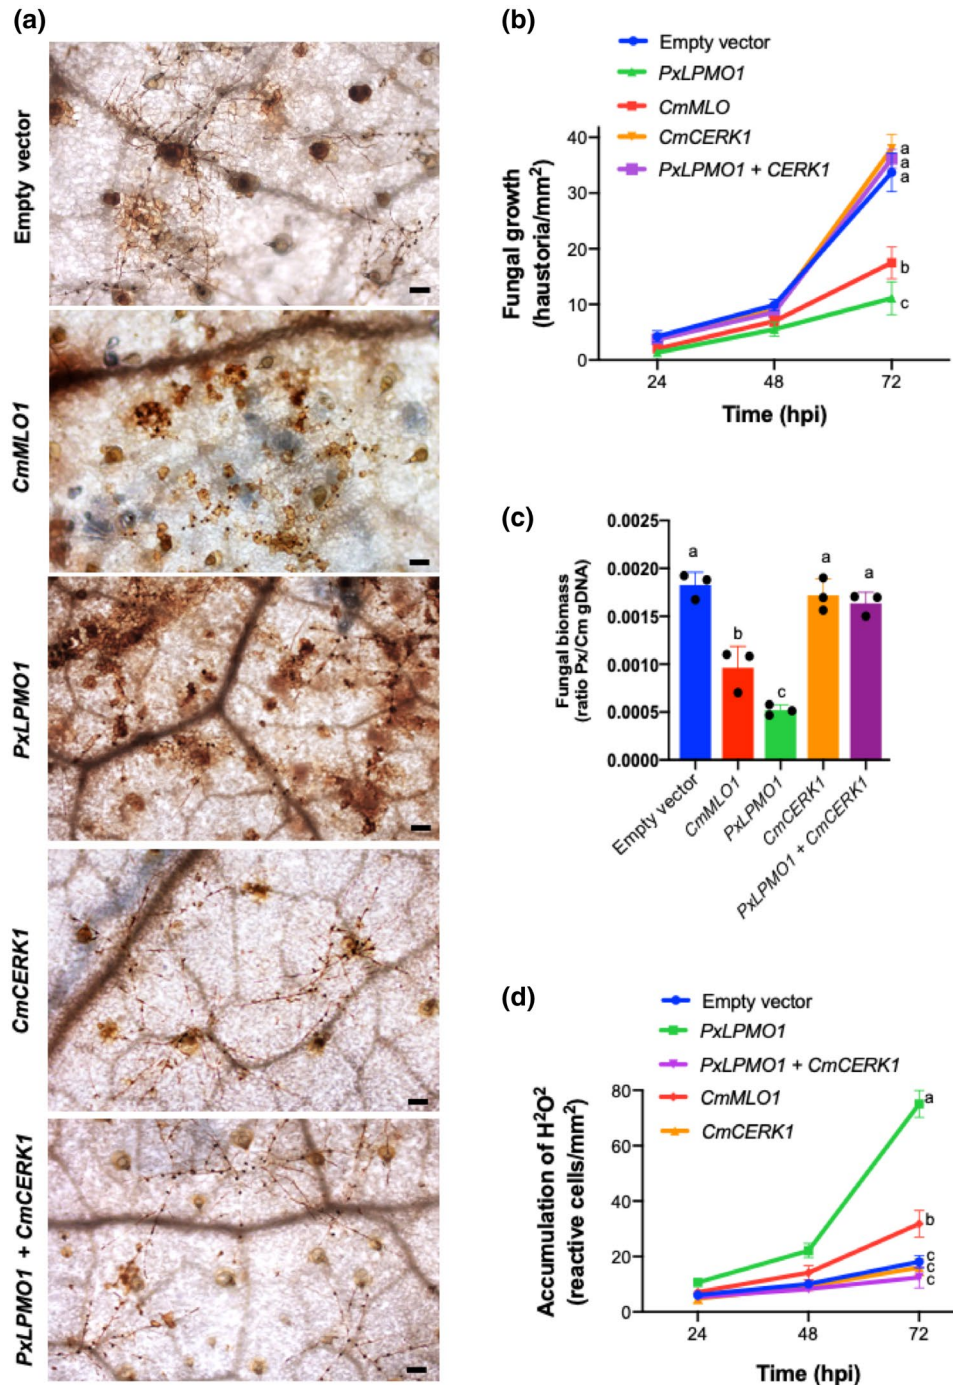 (a)
Empty vector
CmMLO1
PxLPMO1
CmCERK1
PxLPMO1 + CmCERK1
(b)
Empty vector
PxLPMO1
CmMLO
CmCERK1
PxLPMO1 + CERK1
Fungal growth
(haustoria/mm²)
40
30
20
10
0
a
a
a
b
c
24
48
72
Time (hpi)
(c)
Fungal biomass
(ratio Px/Cm gDNA)
0.0025
0.0020
0.0015
0.0010
0.0005
0.0000
a
b
c
a
a
Empty vector
CmMLO1
PxLPMO1
CmCERK1
PxLPMO1 + CmCERK1
(d)
Empty vector
PxLPMO1
PxLPMO1 + CmCERK1
CmMLO1
CmCERK1
Accumulation of H²O²
(reactive cells/mm²)
80
60
40
20
0
a
b
c
c
c
24
48
72
Time (hpi)